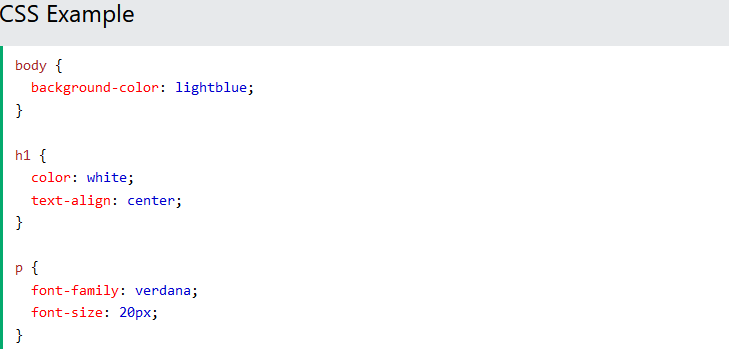 CSS Example
body {
  background-color: lightblue;
}

h1 {
  color: white;
  text-align: center;
}

p {
  font-family: verdana;
  font-size: 20px;
}